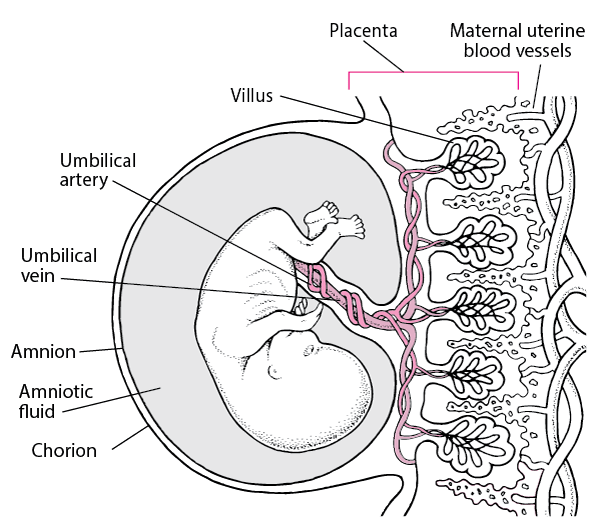 Placenta
Maternal uterine
blood vessels
Villus
Umbilical
artery
Umbilical
vein
Amnion
Amniotic
fluid
Chorion